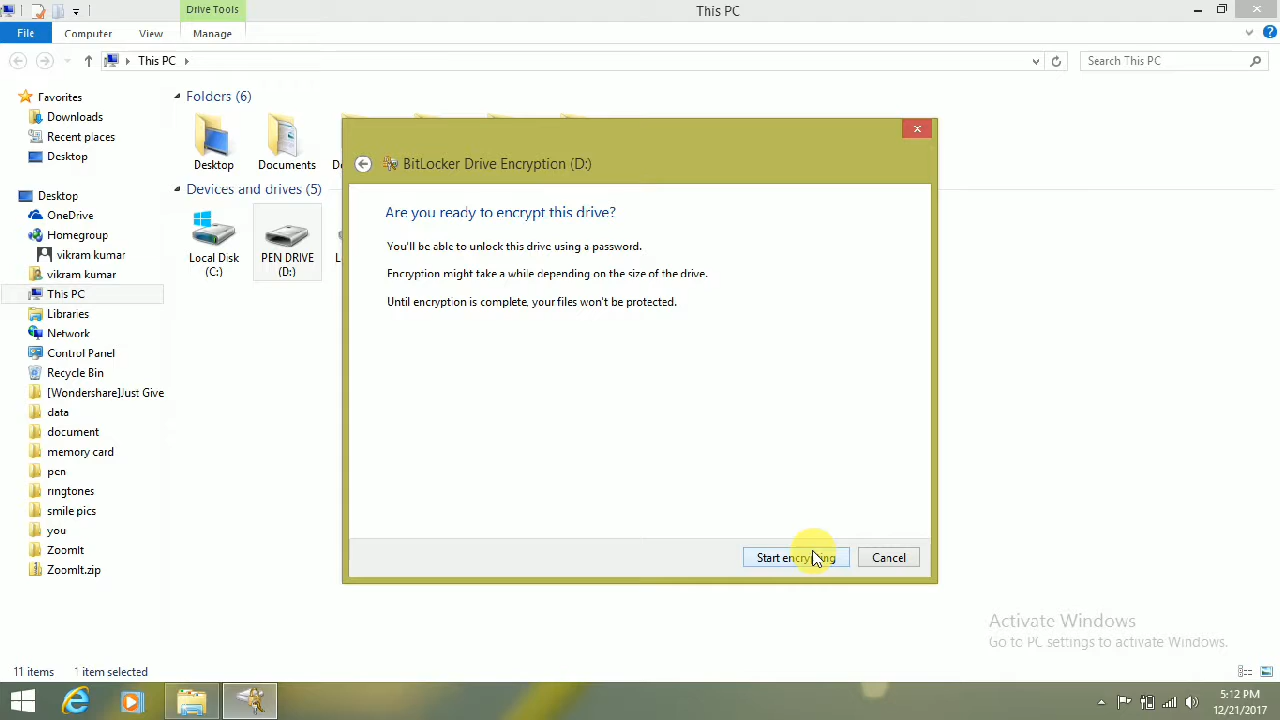 Drive Tools
This PC
File
Computer
View
Manage
This PC
Search This PC
Favorites
Downloads
Recent places
Desktop
Desktop
OneDrive
Homegroup
vikram kumar
vikram kumar
This PC
Libraries
Network
Control Panel
Recycle Bin
[Wondershare]Just Give
data
document
memory card
pen
ringtones
smile pics
you
ZoomIt
ZoomIt.zip
Folders (6)
Desktop
Documents
Devices and drives (5)
Local Disk
(C:)
PEN DRIVE
(D:)
BitLocker Drive Encryption (D:)
Are you ready to encrypt this drive?
You'll be able to unlock this drive using a password.
Encryption might take a while depending on the size of the drive.
Until encryption is complete, your files won't be protected.
Start encrypting
Cancel
Activate Windows
Go to PC settings to activate Windows.
11 items
1 item selected
5:12 PM
12/21/2017